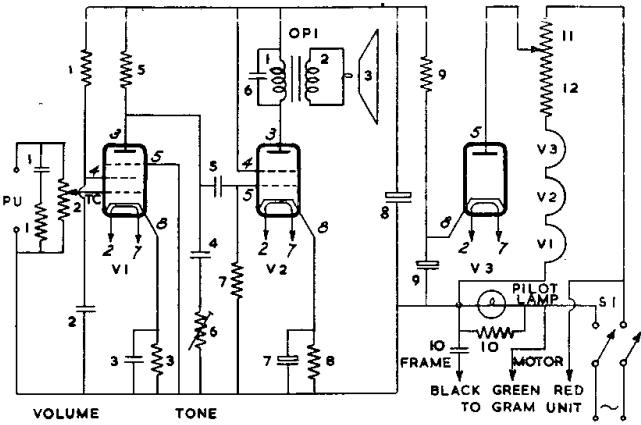 OPI
1
5
1
2
3
6
9
11
12
3
3
5
V3
V2
V1
PU
1
1
2
4
TC
5
5
4
5
8
8
8
8
2
7
V1
2
7
V2
2
7
V3
9
PILOT
LAMP
S1
4
6
7
2
3
3
7
8
10
10
FRAME
MOTOR
BLACK GREEN RED
TO GRAM UNIT
~
VOLUME
TONE